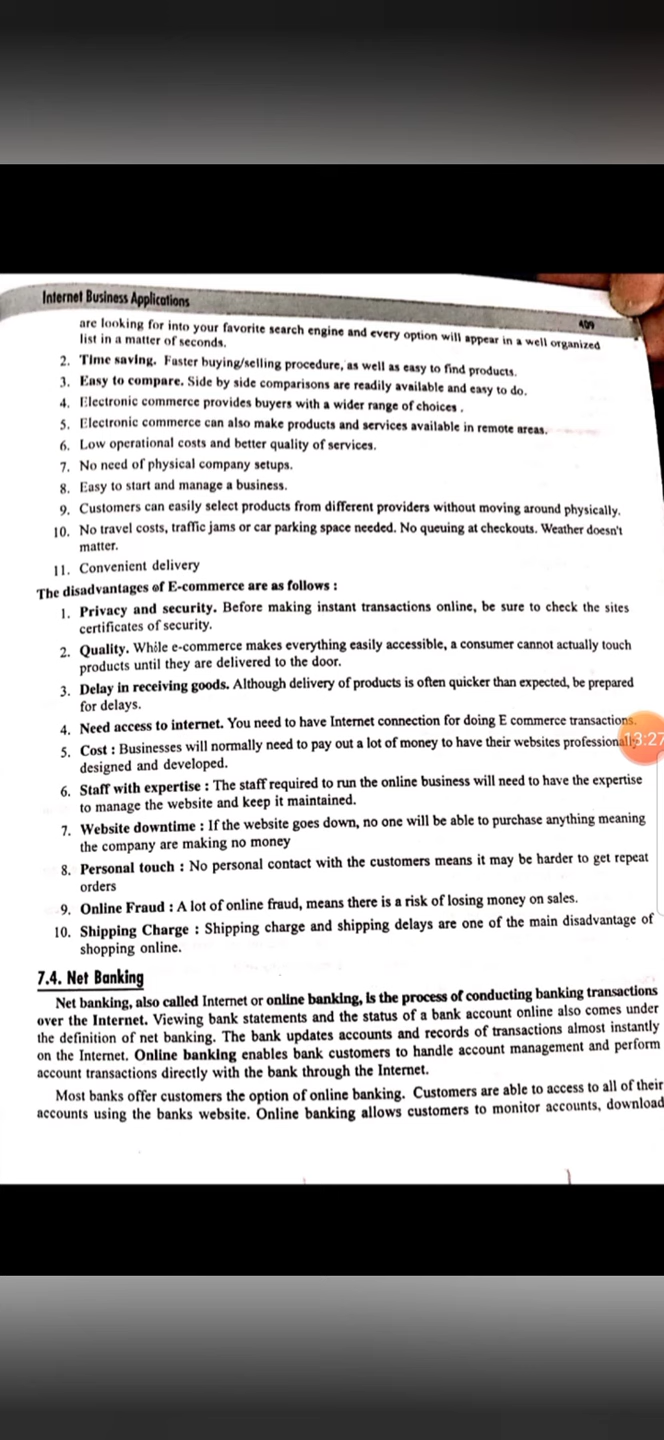 Internet Business Applications
409
are looking for into your favorite search engine and every option will appear in a well organized
list in a matter of seconds.
2. Time saving. Faster buying/selling procedure, as well as easy to find products.
3. Easy to compare. Side by side comparisons are readily available and easy to do.
4. Electronic commerce provides buyers with a wider range of choices .
5. Electronic commerce can also make products and services available in remote areas.
6. Low operational costs and better quality of services.
7. No need of physical company setups.
8. Easy to start and manage a business.
9. Customers can easily select products from different providers without moving around physically.
10. No travel costs, traffic jams or car parking space needed. No queuing at checkouts. Weather doesn't
matter.
11. Convenient delivery
The disadvantages of E-commerce are as follows :
1. Privacy and security. Before making instant transactions online, be sure to check the sites
certificates of security.
2. Quality. While e-commerce makes everything easily accessible, a consumer cannot actually touch
products until they are delivered to the door.
3. Delay in receiving goods. Although delivery of products is often quicker than expected, be prepared
for delays.
4. Need access to internet. You need to have Internet connection for doing E commerce transactions.
5. Cost : Businesses will normally need to pay out a lot of money to have their websites
13:27
designed and developed.
6. Staff with expertise : The staff required to run the online business will need to have the expertise
to manage the website and keep it maintained.
7. Website downtime : If the website goes down, no one will be able to purchase anything meaning
the company are making no money
8. Personal touch : No personal contact with the customers means it may be harder to get repeat
orders
9. Online Fraud : A lot of online fraud, means there is a risk of losing money on sales.
10. Shipping Charge : Shipping charge and shipping delays are one of the main disadvantage of
shopping online.
7.4. Net Banking
Net banking, also called Internet or online banking, is the process of conducting banking transactions
over the Internet. Viewing bank statements and the status of a bank account online also comes under
the definition of net banking. The bank updates accounts and records of transactions almost instantly
on the Internet. Online banking enables bank customers to handle account management and perform
account transactions directly with the bank through the Internet.
Most banks offer customers the option of online banking. Customers are able to access to all of their
accounts using the banks website. Online banking allows customers to monitor accounts, download